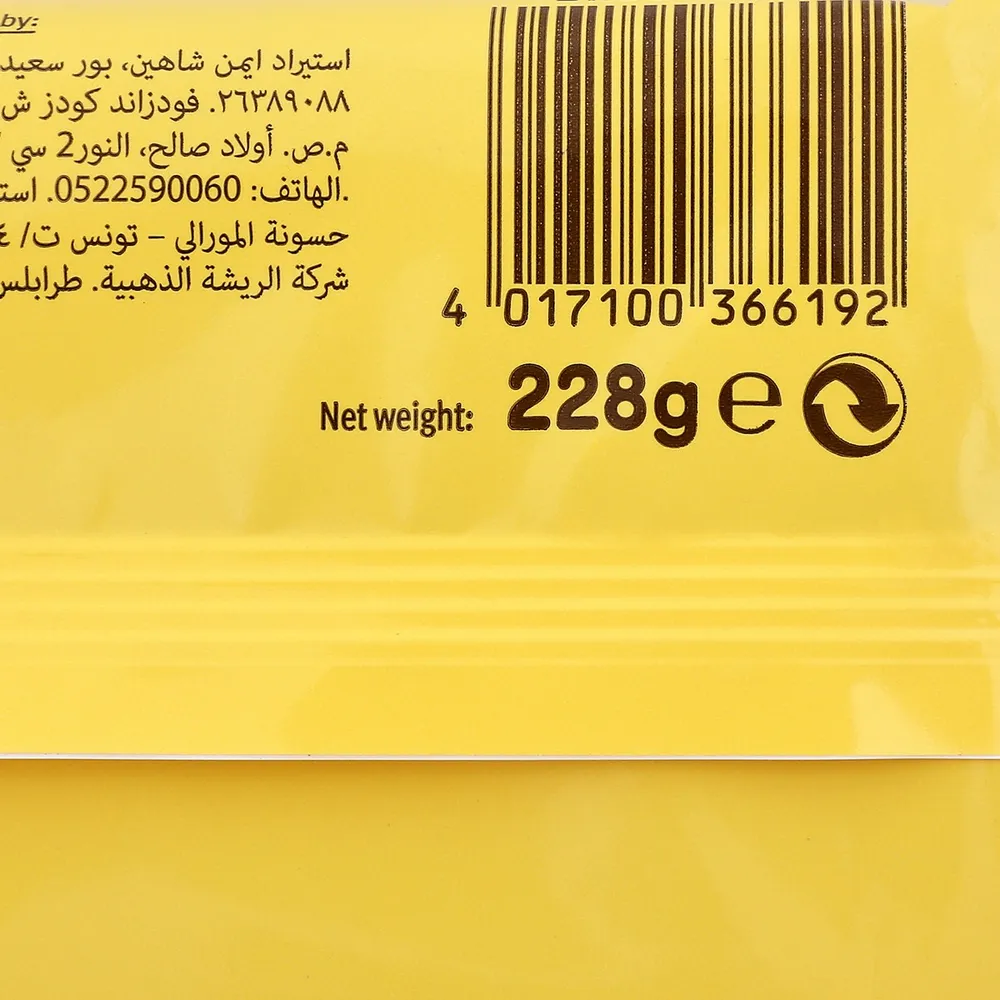 by:
استيراد ايمن شاهين، بور سعيد
٢٦٣٨٩٠٨٨. فودزاند كودز ش
م.ص. أولاد صالح، النور2 سي
الهاتف: 0522590060. است.
حسونة المورالي – تونس ت/ ٤
شركة الريشة الذهبية. طرابلس
4 017100 366192
Net weight: 228g e